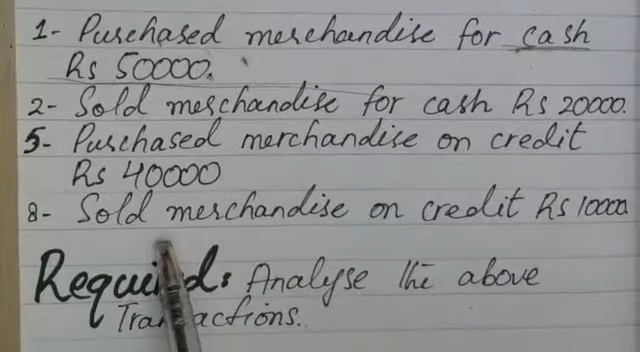 1- Purchased merchandise for cash
Rs 50000.
2- Sold merchandise for cash Rs 20000.
5- Purchased merchandise on credit
Rs 40000
8- Sold merchandise on credit Rs 10000
Required: Analyse the above
Transactions.